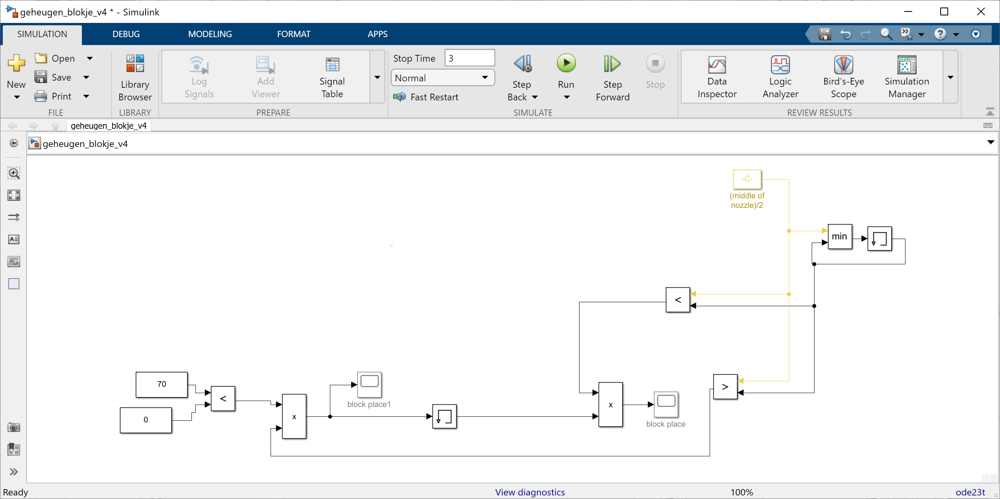 geheugen_blokje_v4 * - Simulink
SIMULATION DEBUG MODELING FORMAT APPS
New
Open
Save
Print
FILE
Library
Browser
LIBRARY
Log
Signals
Add
Viewer
Signal
Table
PREPARE
Stop Time 3
Normal
Fast Restart
Step
Back
Run
Step
Forward
Stop
SIMULATE
Data
Inspector
Logic
Analyzer
Bird's-Eye
Scope
Simulation
Manager
REVIEW RESULTS
geheugen_blokje_v4
geheugen_blokje_v4
-C-
(middle of
nozzle)/2
min
<
70
0
<
x
block place1
x
block place
>
Ready View diagnostics 100% ode23t